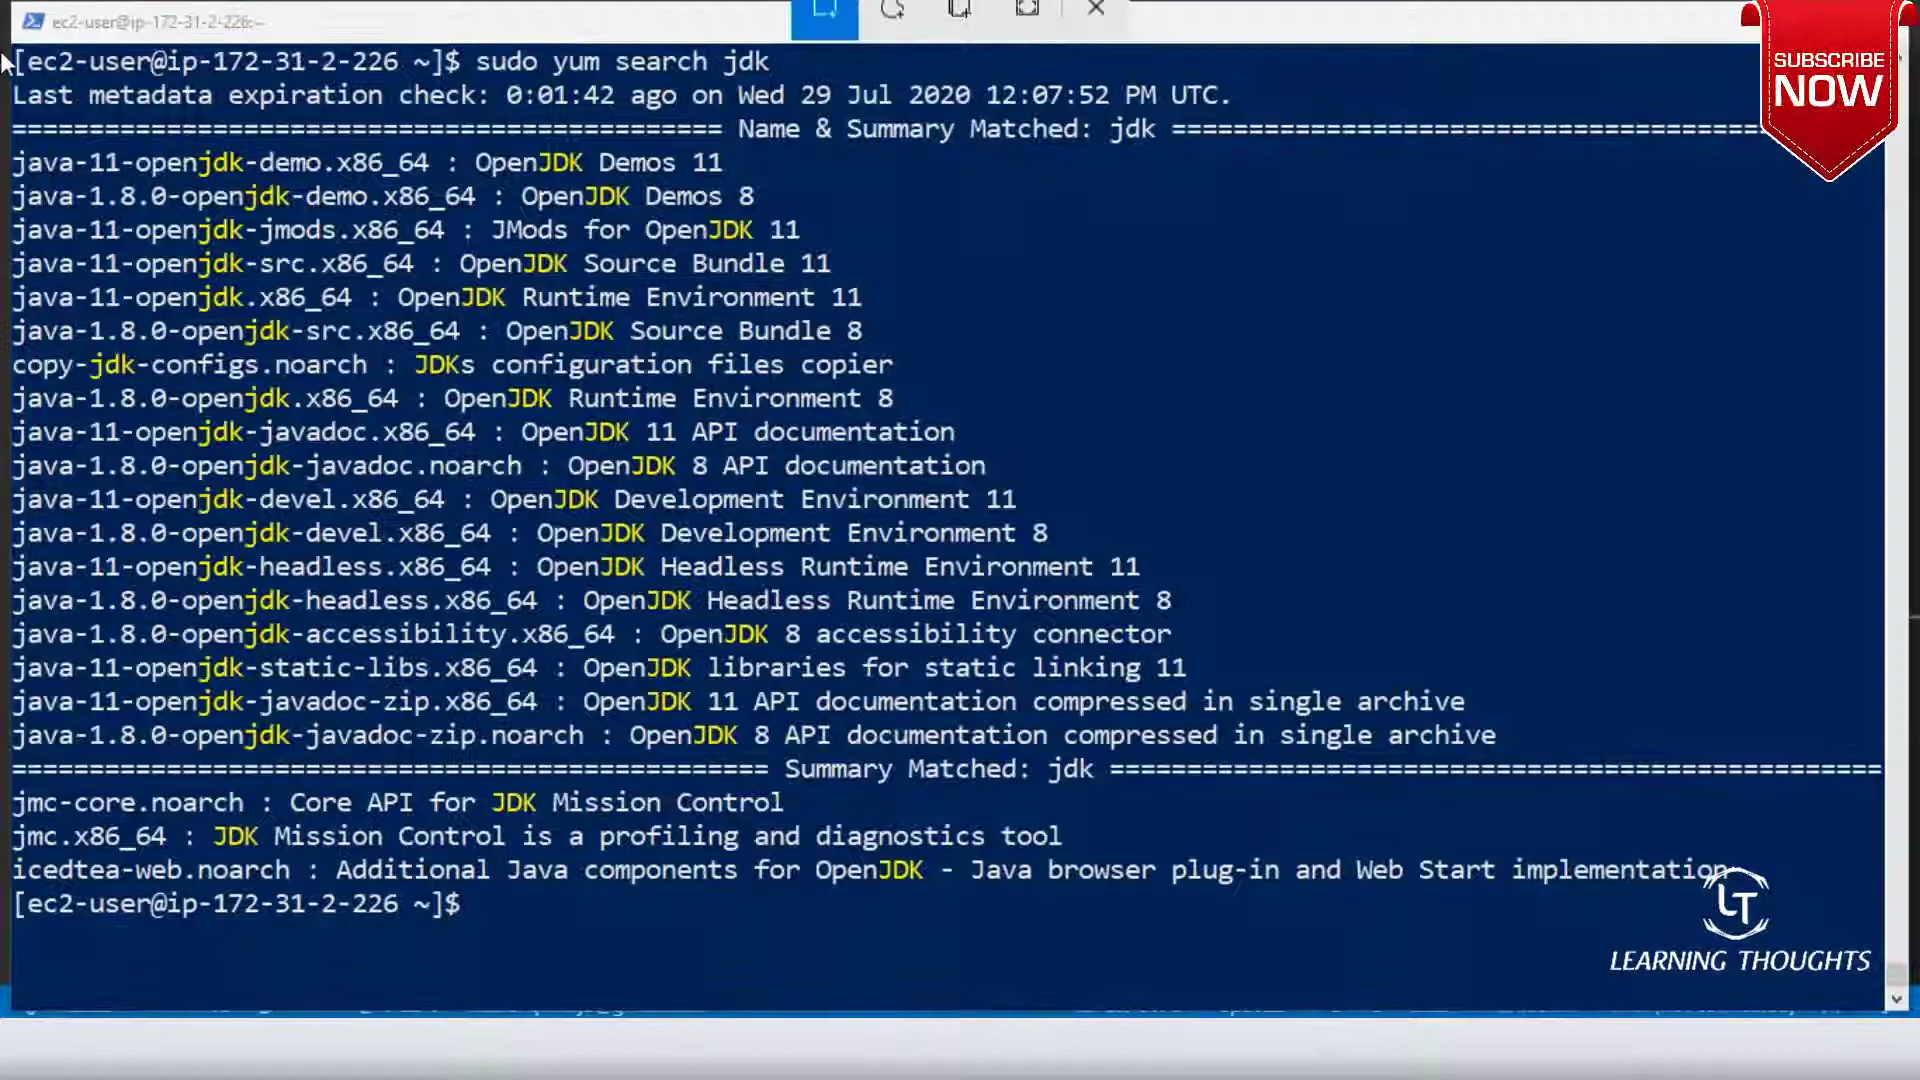 ec2-user@ip-172-31-2-226:~
[ec2-user@ip-172-31-2-226 ~]$ sudo yum search jdk
Last metadata expiration check: 0:01:42 ago on Wed 29 Jul 2020 12:07:52 PM UTC.
============================================== Name & Summary Matched: jdk ======================================
java-11-openjdk-demo.x86_64 : OpenJDK Demos 11
java-1.8.0-openjdk-demo.x86_64 : OpenJDK Demos 8
java-11-openjdk-jmods.x86_64 : JMods for OpenJDK 11
java-11-openjdk-src.x86_64 : OpenJDK Source Bundle 11
java-11-openjdk.x86_64 : OpenJDK Runtime Environment 11
java-1.8.0-openjdk-src.x86_64 : OpenJDK Source Bundle 8
copy-jdk-configs.noarch : JDKs configuration files copier
java-1.8.0-openjdk.x86_64 : OpenJDK Runtime Environment 8
java-11-openjdk-javadoc.x86_64 : OpenJDK 11 API documentation
java-1.8.0-openjdk-javadoc.noarch : OpenJDK 8 API documentation
java-11-openjdk-devel.x86_64 : OpenJDK Development Environment 11
java-1.8.0-openjdk-devel.x86_64 : OpenJDK Development Environment 8
java-11-openjdk-headless.x86_64 : OpenJDK Headless Runtime Environment 11
java-1.8.0-openjdk-headless.x86_64 : OpenJDK Headless Runtime Environment 8
java-1.8.0-openjdk-accessibility.x86_64 : OpenJDK 8 accessibility connector
java-11-openjdk-static-libs.x86_64 : OpenJDK libraries for static linking 11
java-11-openjdk-javadoc-zip.x86_64 : OpenJDK 11 API documentation compressed in single archive
java-1.8.0-openjdk-javadoc-zip.noarch : OpenJDK 8 API documentation compressed in single archive
================================================= Summary Matched: jdk ==================================================
jmc-core.noarch : Core API for JDK Mission Control
jmc.x86_64 : JDK Mission Control is a profiling and diagnostics tool
icedtea-web.noarch : Additional Java components for OpenJDK - Java browser plug-in and Web Start implementation
[ec2-user@ip-172-31-2-226 ~]$
SUBSCRIBE
NOW
LT
LEARNING THOUGHTS